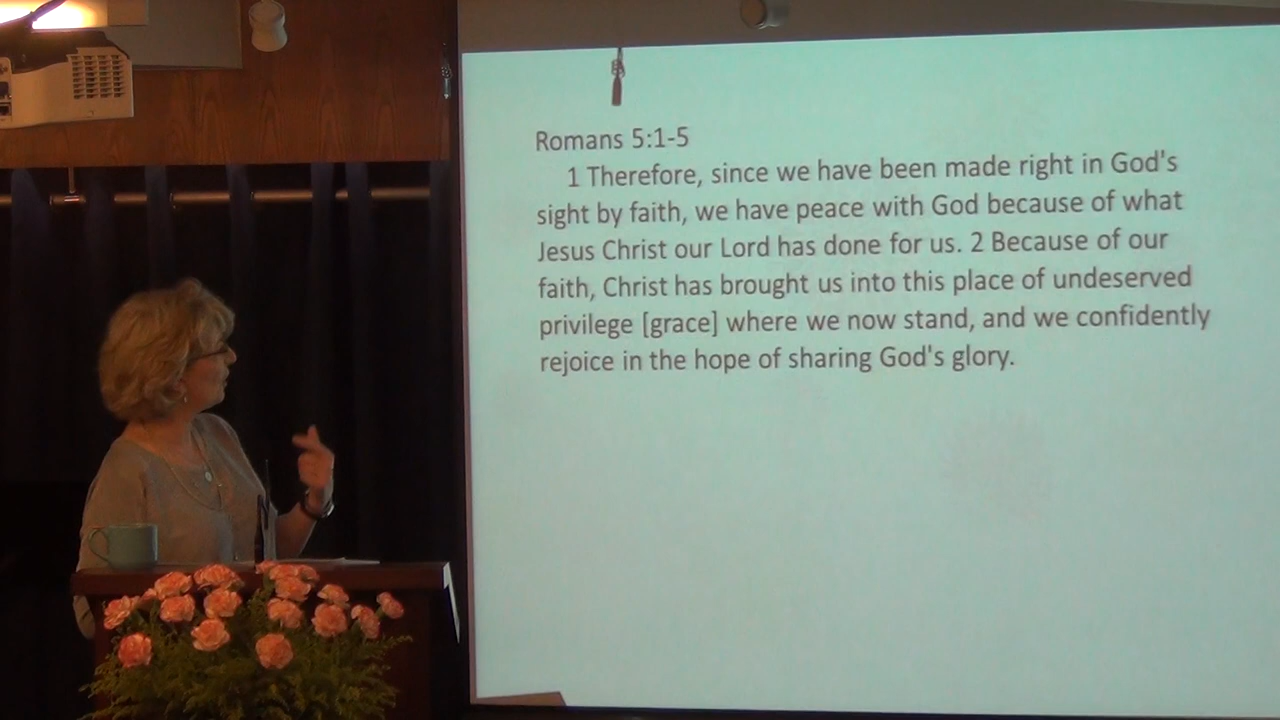 Romans 5:1-5
1 Therefore, since we have been made right in God's
sight by faith, we have peace with God because of what
Jesus Christ our Lord has done for us. 2 Because of our
faith, Christ has brought us into this place of undeserved
privilege [grace] where we now stand, and we confidently
rejoice in the hope of sharing God's glory.